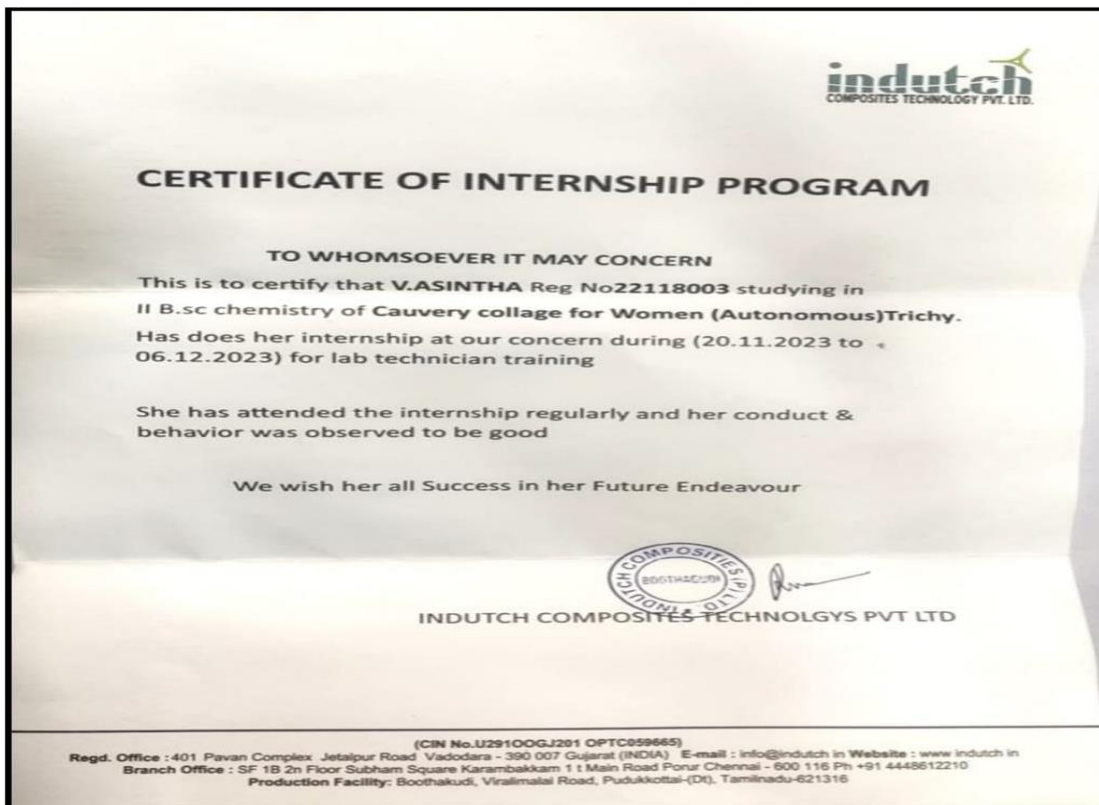 indutch
COMPOSITES TECHNOLOGY PVT. LTD.
CERTIFICATE OF INTERNSHIP PROGRAM
TO WHOMSOEVER IT MAY CONCERN
This is to certify that V.ASINTHA Reg No22118003 studying in
II B.sc chemistry of Cauvery collage for Women (Autonomous)Trichy.
Has does her internship at our concern during (20.11.2023 to
06.12.2023) for lab technician training
She has attended the internship regularly and her conduct &
behavior was observed to be good
We wish her all Success in her Future Endeavour
INDUTCH COMPOSITIES (P) LTD
INDUTCH COMPOSITES TECHNOLGYS PVT LTD
(CIN No.U291OOGJ201 OPTC059665)
Regd. Office : 401 Pavan Complex Jetalpur Road Vadodara - 390 007 Gujarat (INDIA) E-mail : info@indutch in Website : www indutch in
Branch Office : SF 1B 2n Floor Subham Square Karambakkam 1 t Main Road Porur Chennai - 600 116 Ph +91 4448612210
Production Facility: Boothakudi, Viralimalai Road, Pudukkottai-(Dt), Tamilnadu-621316